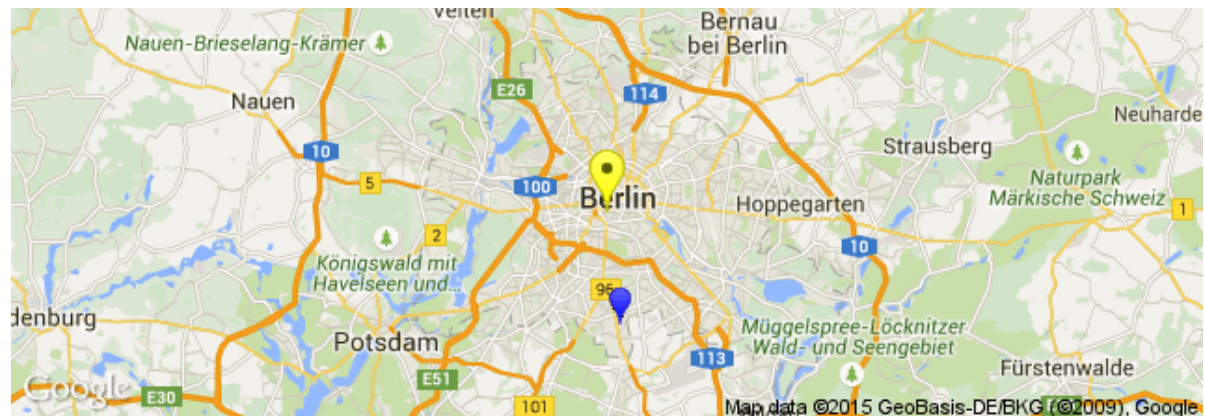 Velten
Bernau
bei Berlin
Nauen-Brieselang-Krämer
E26
114
Nauen
Neuharde
10
Strausberg
5
100
Berlin
Hoppegarten
Naturpark
Märkische Schweiz
1
2
10
Königswald mit
Havelseen und...
96
denburg
Potsdam
Müggelspree-Löcknitzer
Wald- und Seengebiet
113
Fürstenwalde
E51
Google
E30
101
Map data ©2015 GeoBasis-DE/BKG (©2009), Google